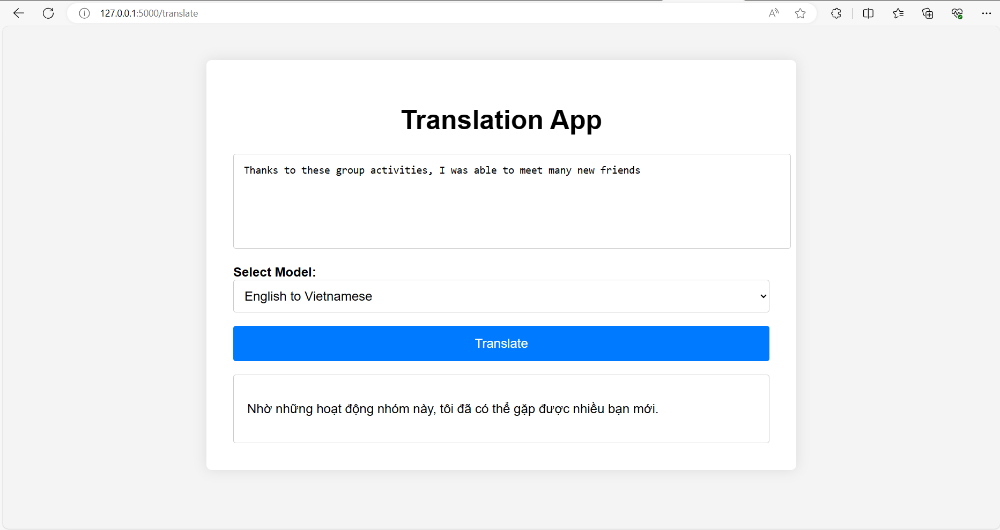 127.0.0.1:5000/translate
Translation App
Thanks to these group activities, I was able to meet many new friends
Select Model:
English to Vietnamese
Translate
Nhờ những hoạt động nhóm này, tôi đã có thể gặp được nhiều bạn mới.